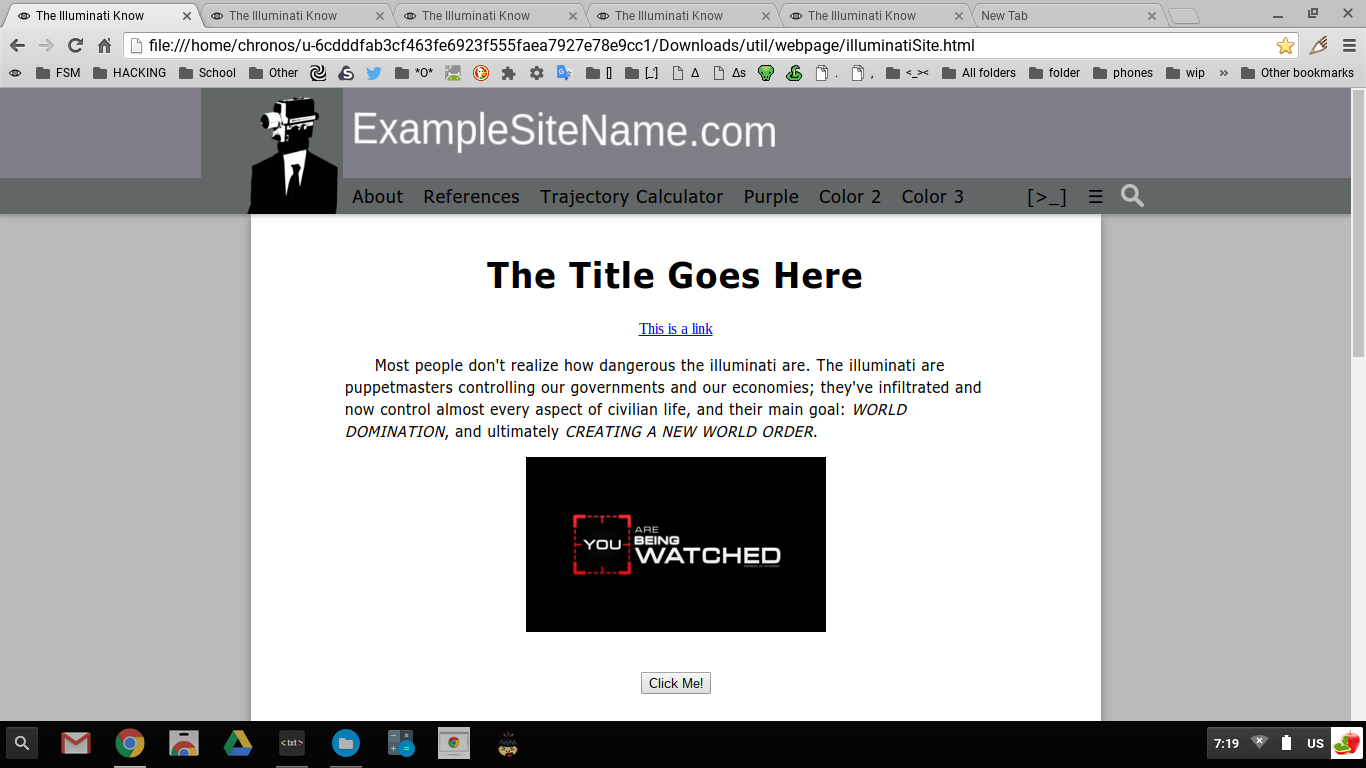 The Illuminati Know
The Illuminati Know
The Illuminati Know
The Illuminati Know
The Illuminati Know
New Tab
file:///home/chronos/u-6cdddfab3cf463fe6923f555faea7927e78e9cc1/Downloads/util/webpage/illuminatiSite.html
FSM HACKING School Other *O* [] [_] Δ Δs . , <_>< All folders folder phones wip » Other bookmarks
ExampleSiteName.com
About References Trajectory Calculator Purple Color 2 Color 3 [>_] ☰
The Title Goes Here
This is a link
Most people don't realize how dangerous the illuminati are. The illuminati are
puppetmasters controlling our governments and our economies; they've infiltrated and
now control almost every aspect of civilian life, and their main goal: WORLD
DOMINATION, and ultimately CREATING A NEW WORLD ORDER.
YOU
ARE
BEING
WATCHED
Click Me!
<txt>
7:19 US